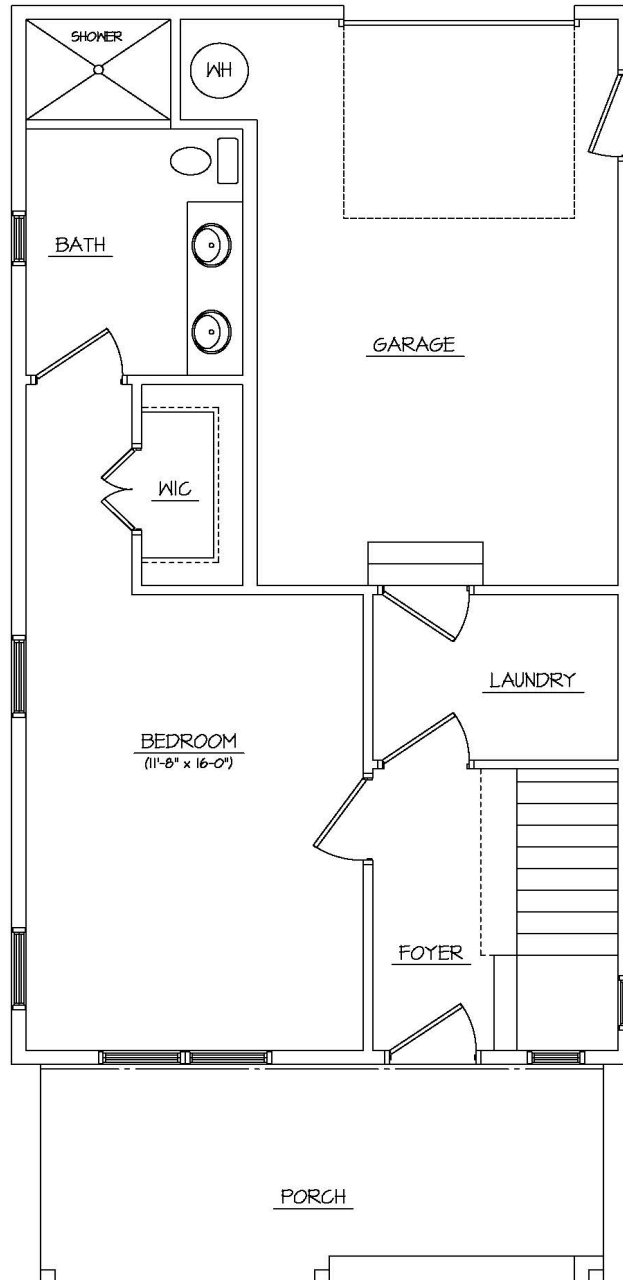 SHOWER
WH
BATH
GARAGE
WIC
LAUNDRY
BEDROOM
(11'-8" x 16-0")
FOYER
PORCH